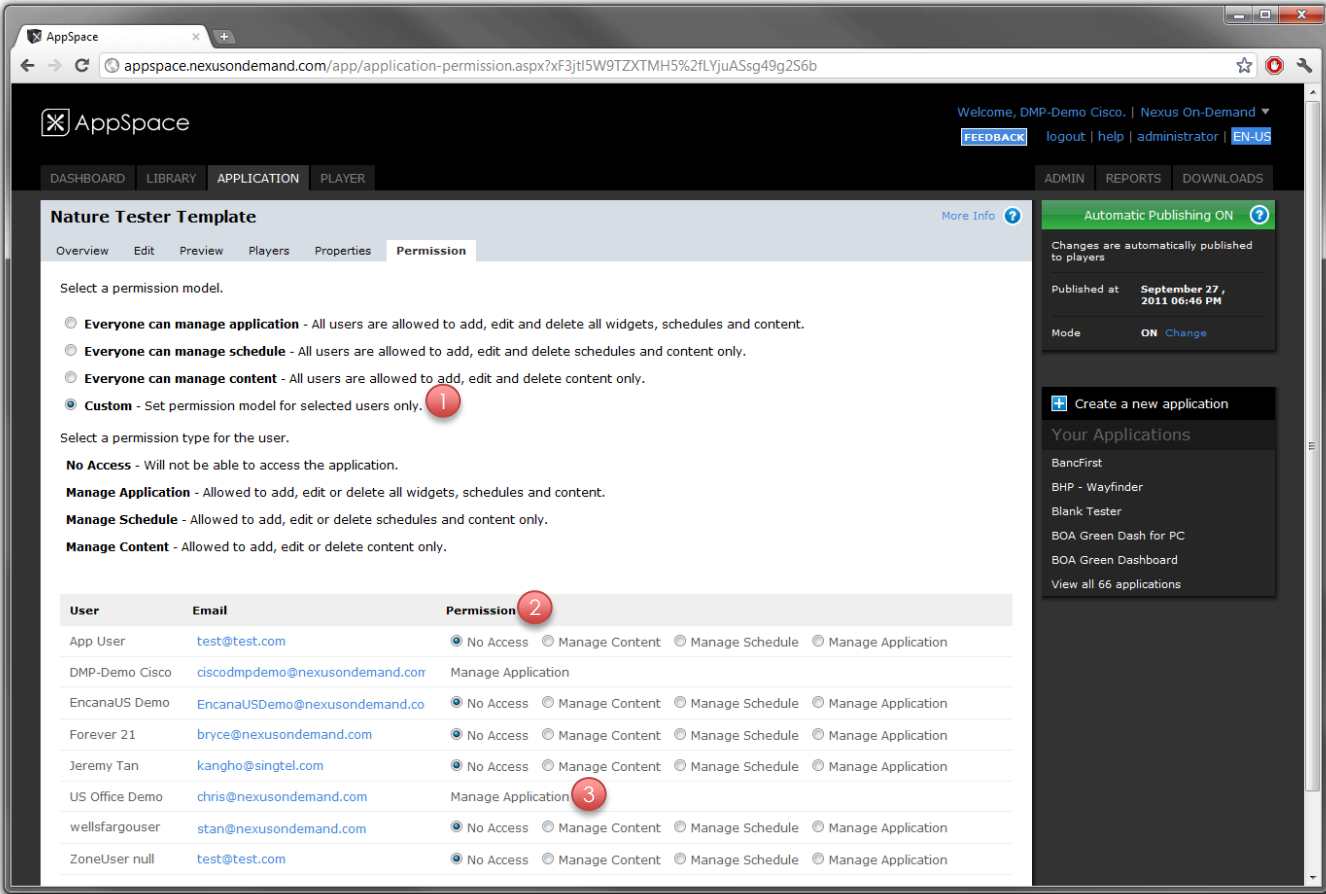 AppSpace
appspace.nexusondemand.com/app/application-permission.aspx?xF3jtI5W9TZXTMH5%2fLYjuASsg49g2S6b
AppSpace
Welcome, DMP-Demo Cisco. | Nexus On-Demand
FEEDBACK logout | help | administrator | EN-US
DASHBOARD LIBRARY APPLICATION PLAYER ADMIN REPORTS DOWNLOADS
Nature Tester Template More Info ?
Overview Edit Preview Players Properties Permission
Select a permission model.
Everyone can manage application - All users are allowed to add, edit and delete all widgets, schedules and content.
Everyone can manage schedule - All users are allowed to add, edit and delete schedules and content only.
Everyone can manage content - All users are allowed to add, edit and delete content only.
Custom - Set permission model for selected users only. 1
Select a permission type for the user.
No Access - Will not be able to access the application.
Manage Application - Allowed to add, edit or delete all widgets, schedules and content.
Manage Schedule - Allowed to add, edit or delete schedules and content only.
Manage Content - Allowed to add, edit or delete content only.
User Email Permission 2
App User test@test.com No Access Manage Content Manage Schedule Manage Application
DMP-Demo Cisco ciscodmpdemo@nexusondemand.com Manage Application
EncanaUS Demo EncanaUSDemo@nexusondemand.co No Access Manage Content Manage Schedule Manage Application
Forever 21 bryce@nexusondemand.com No Access Manage Content Manage Schedule Manage Application
Jeremy Tan kangho@singtel.com No Access Manage Content Manage Schedule Manage Application
US Office Demo chris@nexusondemand.com Manage Application 3
wellsfargouser stan@nexusondemand.com No Access Manage Content Manage Schedule Manage Application
ZoneUser null test@test.com No Access Manage Content Manage Schedule Manage Application
Automatic Publishing ON ?
Changes are automatically published
to players
Published at September 27 ,
2011 06:46 PM
Mode ON Change
Create a new application
Your Applications
BancFirst
BHP - Wayfinder
Blank Tester
BOA Green Dash for PC
BOA Green Dashboard
View all 66 applications